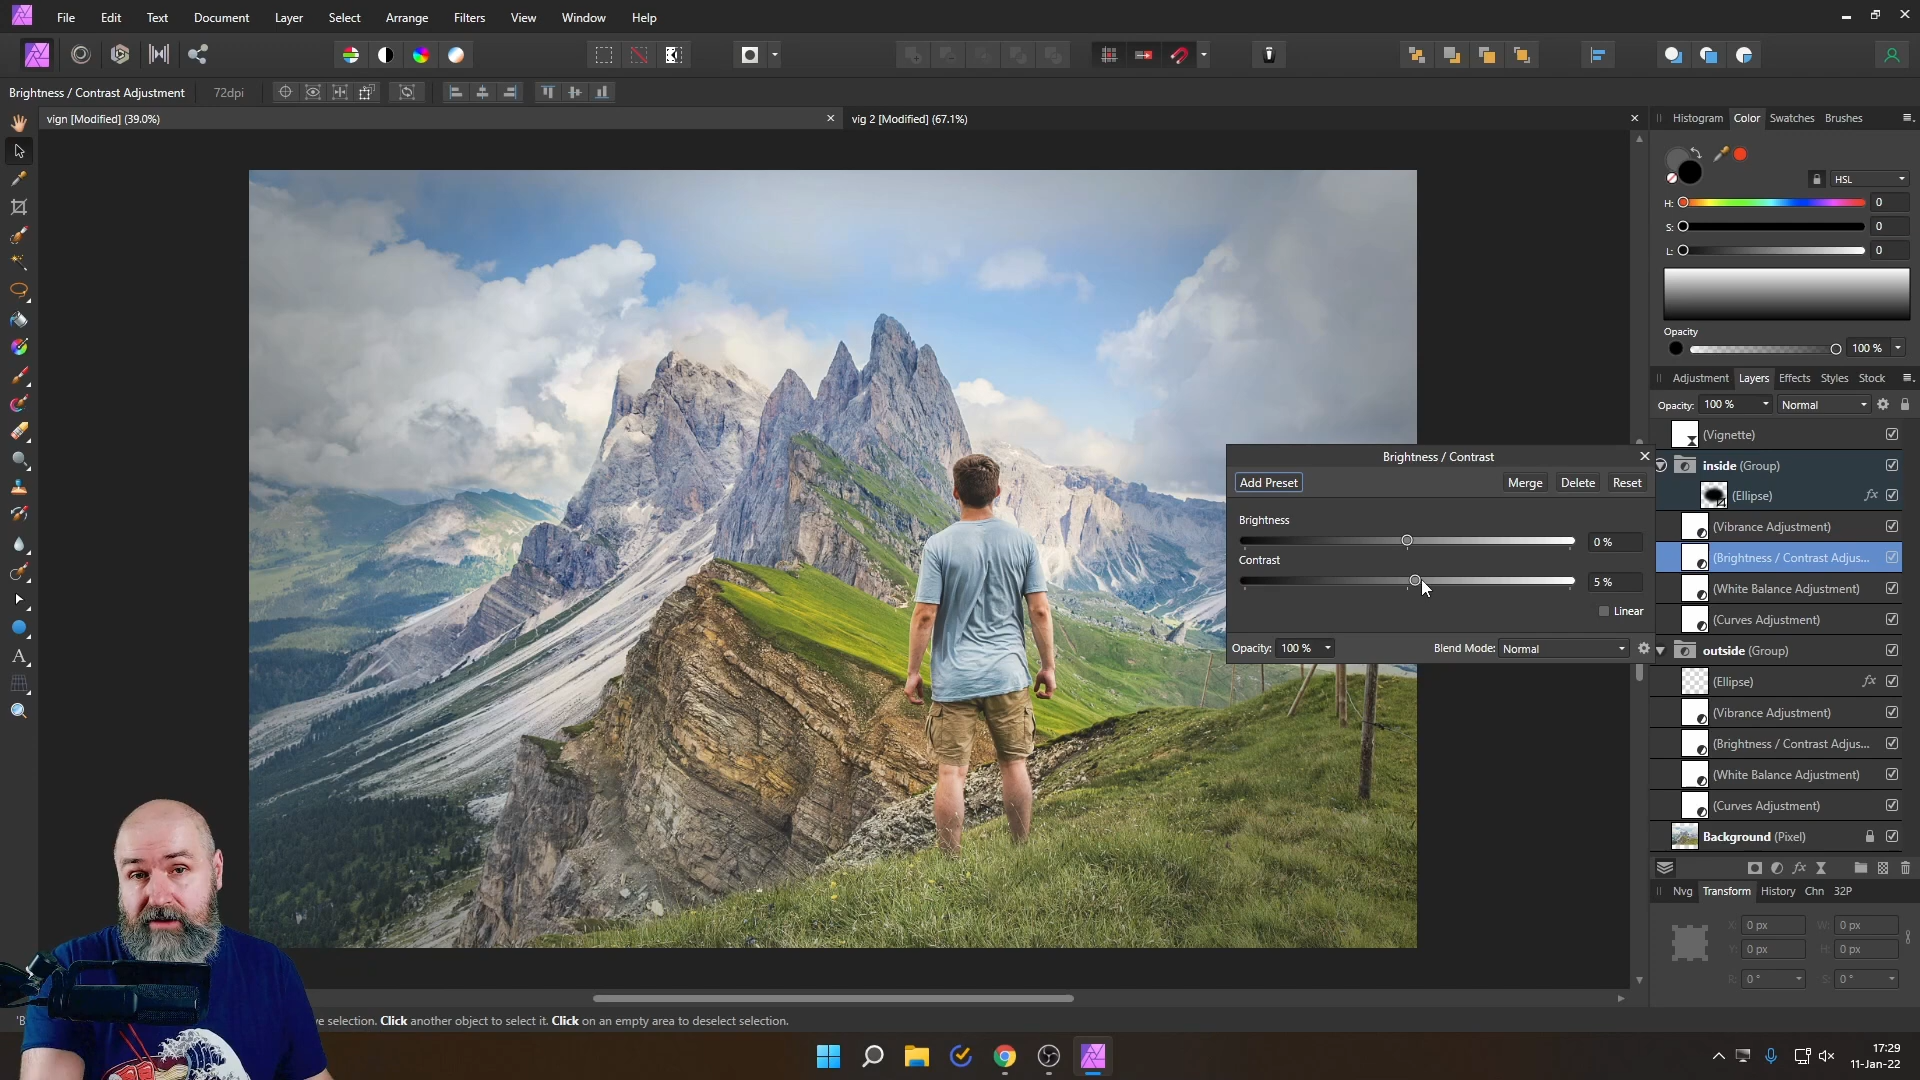 File Edit Text Document Layer Select Arrange Filters View Window Help
Brightness / Contrast Adjustment 72dpi
vign [Modified] (39.0%)
vig 2 [Modified] (67.1%)
Histogram Color Swatches Brushes
HSL
H: 0
S: 0
L: 0
Opacity
100 %
Adjustment Layers Effects Styles Stock
Opacity: 100 % Normal
(Vignette)
inside (Group)
(Ellipse) fx
(Vibrance Adjustment)
(Brightness / Contrast Adjus...
(White Balance Adjustment)
(Curves Adjustment)
outside (Group)
(Ellipse) fx
(Vibrance Adjustment)
(Brightness / Contrast Adjus...
(White Balance Adjustment)
(Curves Adjustment)
Background (Pixel)
fx
Brightness / Contrast
Add Preset Merge Delete Reset
Brightness
0 %
Contrast
5 %
Linear
Opacity: 100 % Blend Mode: Normal
Nvg Transform History Chn 32P
X: 0 px W: 0 px
Y: 0 px H: 0 px
R: 0 ° S: 0 °
selection. Click another object to select it. Click on an empty area to deselect selection.
17:29
11-Jan-22